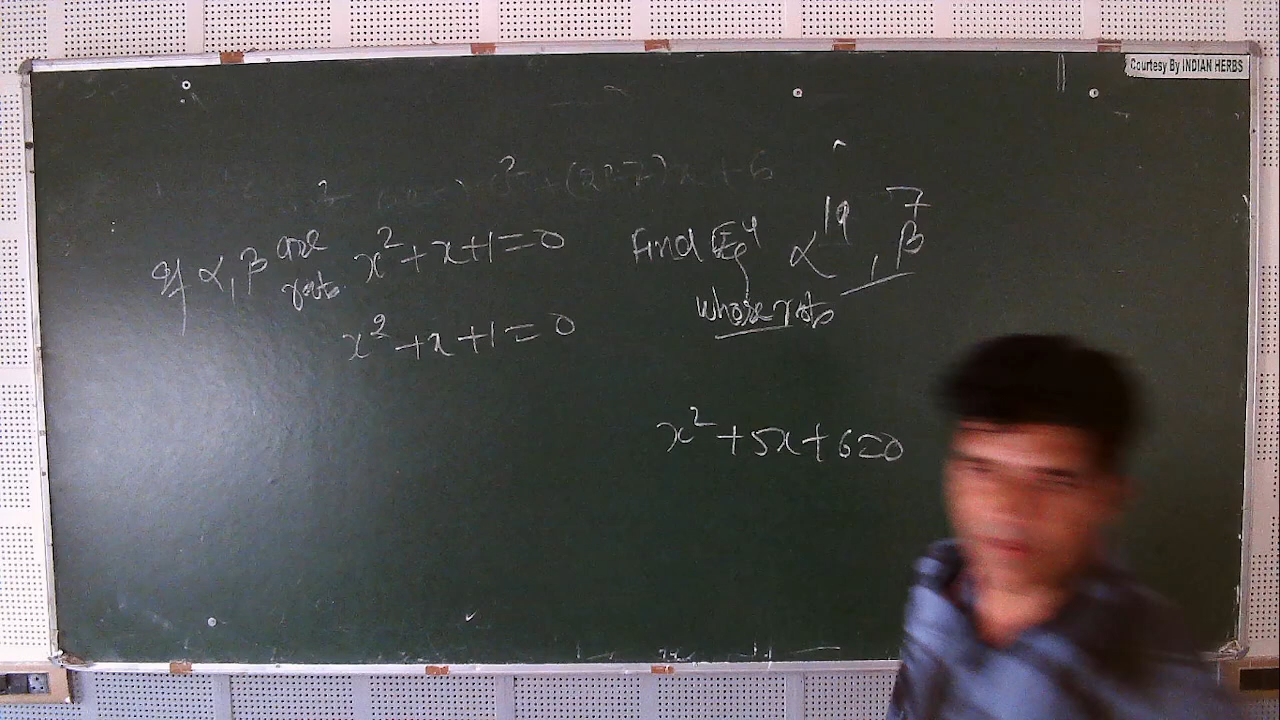 Courtesy By INDIAN HERBS
If α, β are roots x²+x+1=0 Find Eqⁿ whose roots α¹⁹, β⁷
x²+x+1=0
x²+5x+6=0